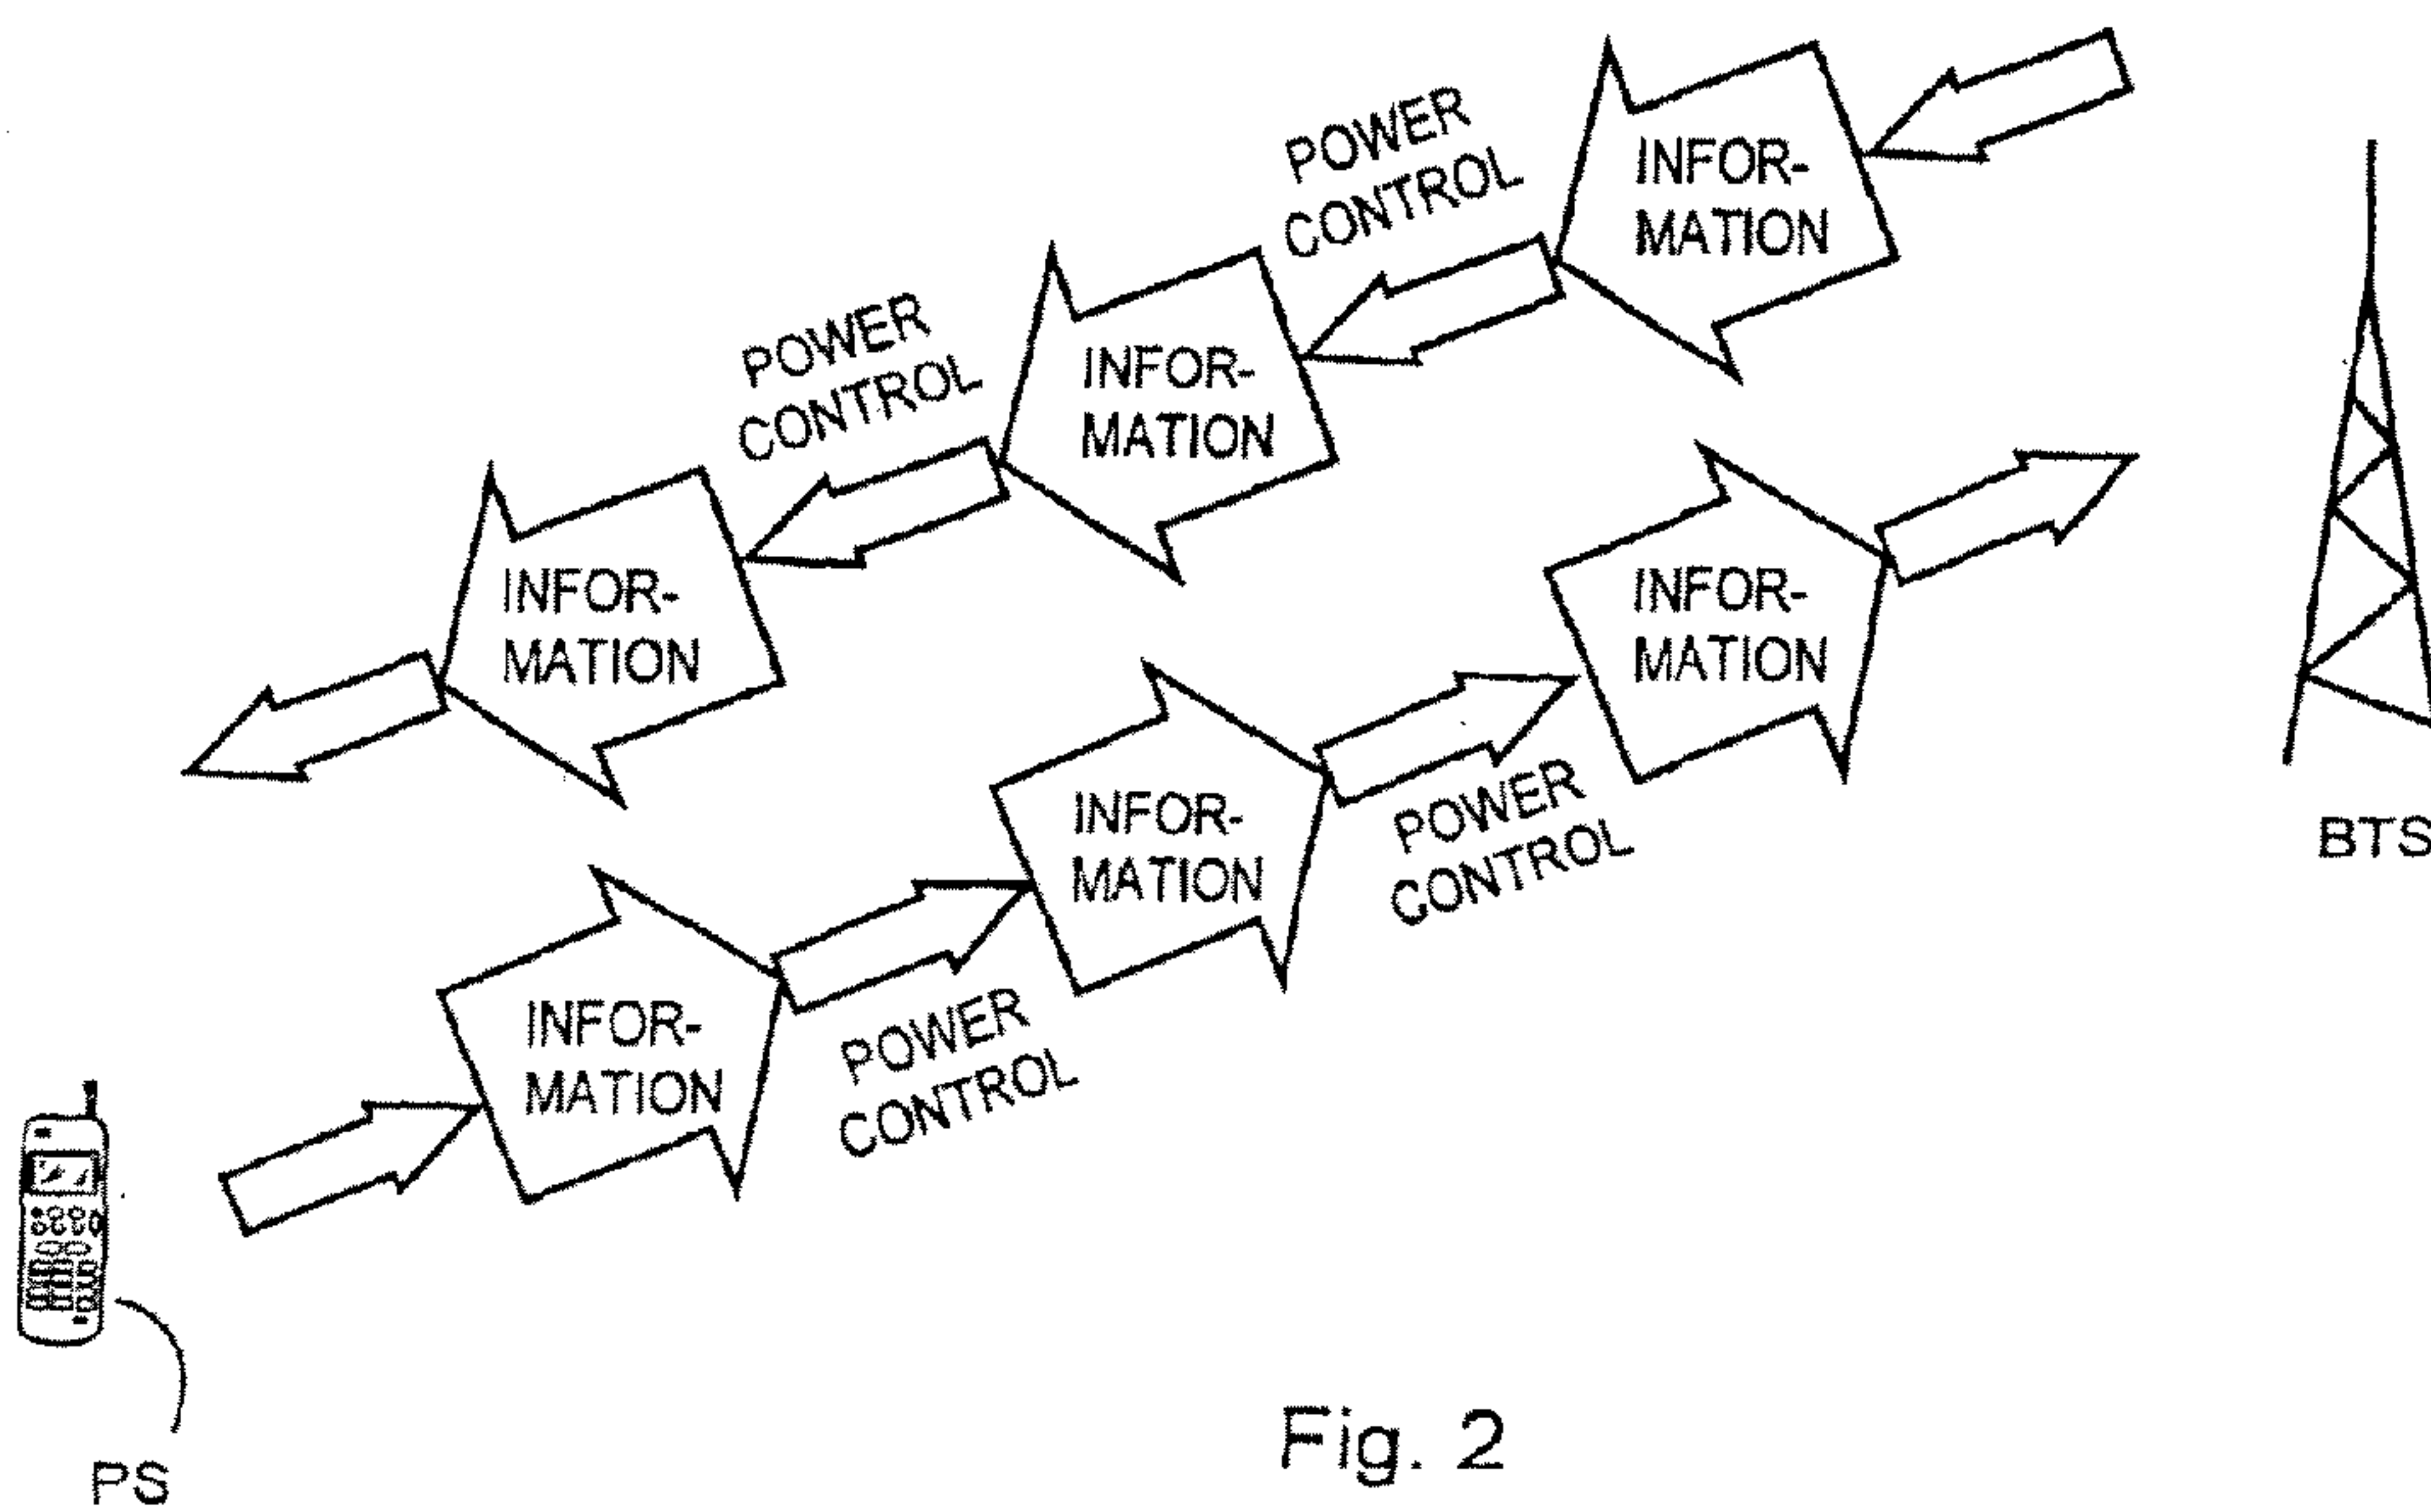 POWER
CONTROL
INFOR-
MATION
POWER
CONTROL
INFOR-
MATION
INFOR-
MATION
INFOR-
MATION
POWER
CONTROL
INFOR-
MATION
POWER
CONTROL
INFOR-
MATION
BTS
PS
Fig. 2